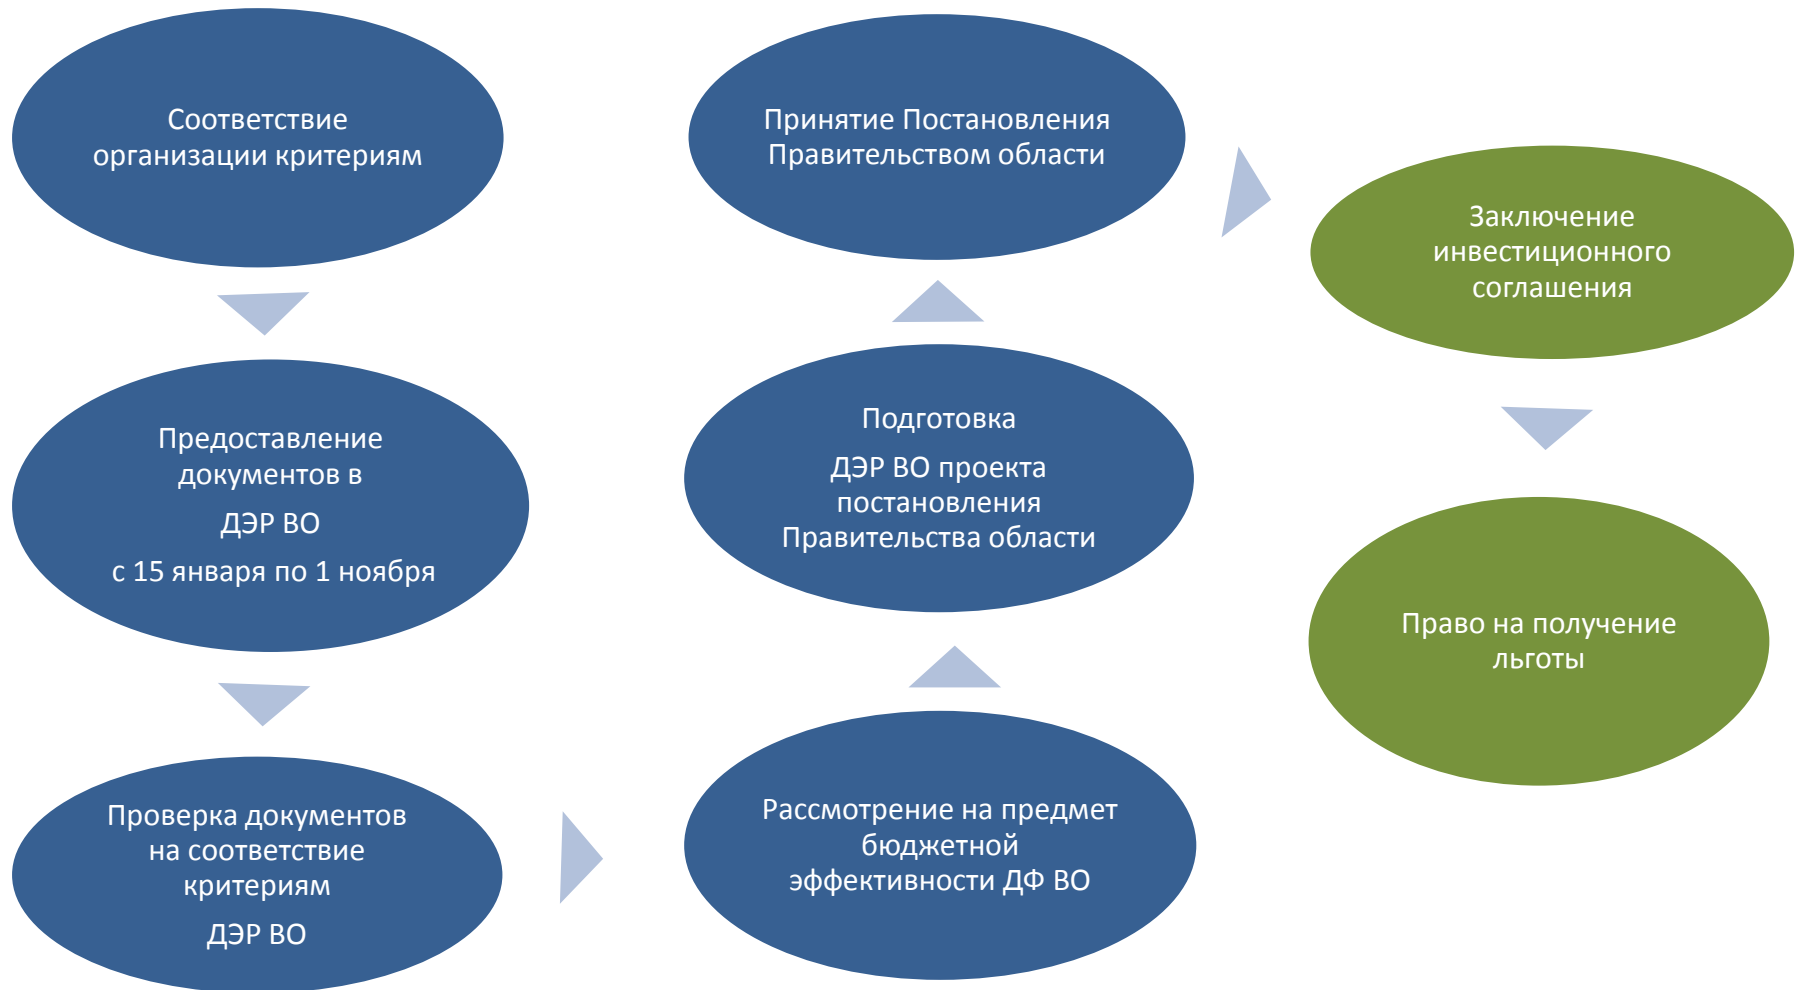 Соответствие
организации критериям
Предоставление
документов в
ДЭР ВО
с 15 января по 1 ноября
Проверка документов
на соответствие
критериям
ДЭР ВО
Рассмотрение на предмет
бюджетной
эффективности ДФ ВО
Подготовка
ДЭР ВО проекта
постановления
Правительства области
Принятие Постановления
Правительством области
Заключение
инвестиционного
соглашения
Право на получение
льготы